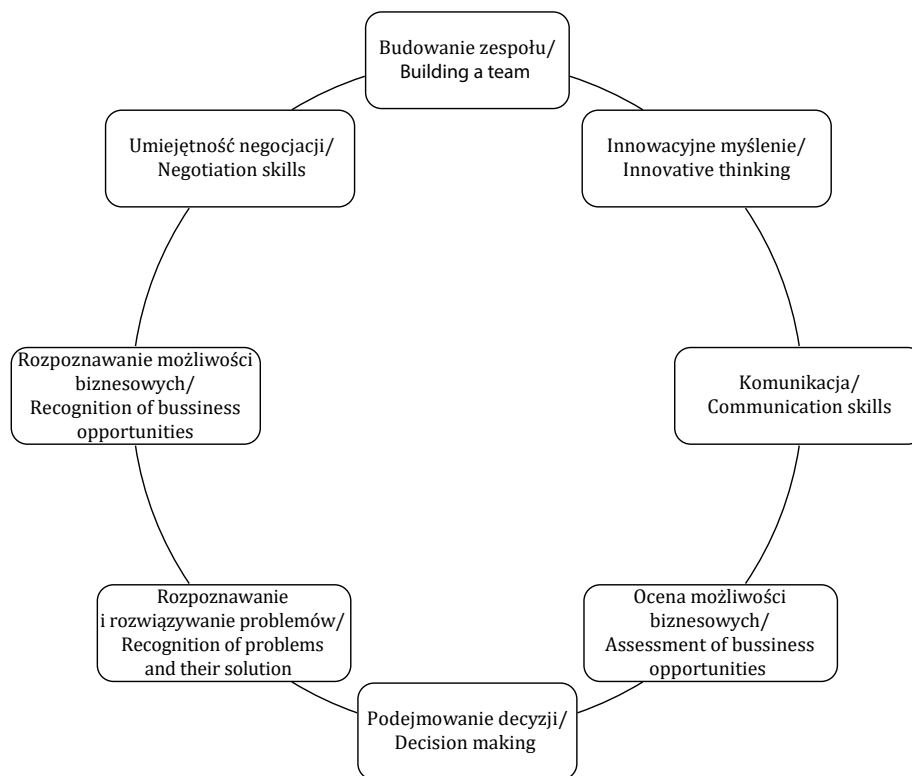 Budowanie zespołu/
Building a team
Umiejętność negocjacji/
Negotiation skills
Innowacyjne myślenie/
Innovative thinking
Rozpoznawanie możliwości
biznesowych/
Recognition of bussiness
opportunities
Komunikacja/
Communication skills
Rozpoznawanie
i rozwiązywanie problemów/
Recognition of problems
and their solution
Ocena możliwości
biznesowych/
Assessment of bussiness
opportunities
Podejmowanie decyzji/
Decision making